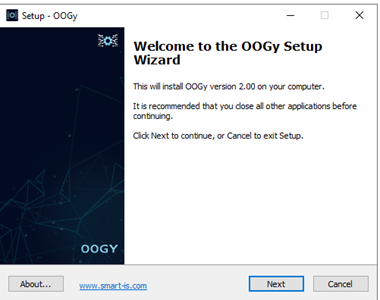 Setup - OOGy
Welcome to the OOGy Setup
Wizard
This will install OOGy version 2.00 on your computer.
It is recommended that you close all other applications before
continuing.
Click Next to continue, or Cancel to exit Setup.
OOGY
About...
www.smart-is.com
Next
Cancel